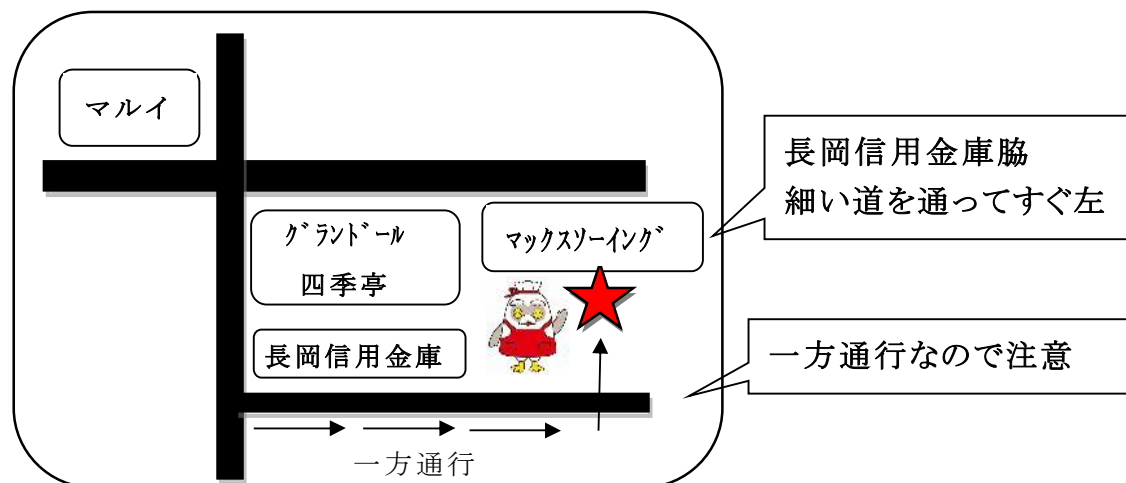 マルイ
長岡信用金庫脇
細い道を通ってすぐ左
グランドール
四季亭
マックスソーイング
長岡信用金庫
一方通行なので注意
一方通行